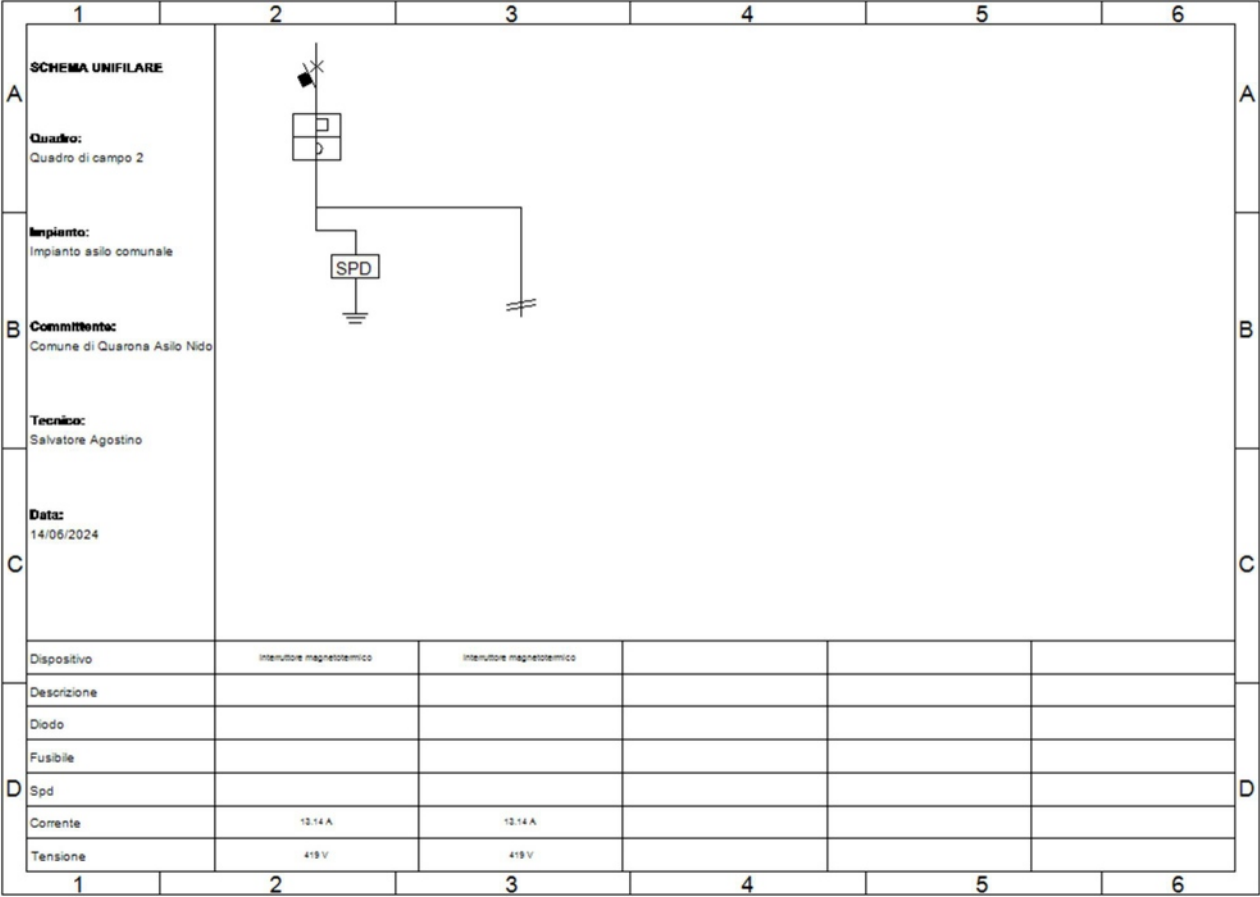 1 2 3 4 5 6
A A
SCHEMA UNIFILARE
Quadro:
Quadro di campo 2
Impianto:
Impianto asilo comunale
SPD
B B
Committente:
Comune di Quarona Asilo Nido
Tecnico:
Salvatore Agostino
Data:
14/06/2024
C C
Dispositivo Interruttore magnetotermico Interruttore magnetotermico
Descrizione
Diodo
Fusibile
D D
Spd
Corrente 13.14 A 13.14 A
Tensione 419 V 419 V
1 2 3 4 5 6